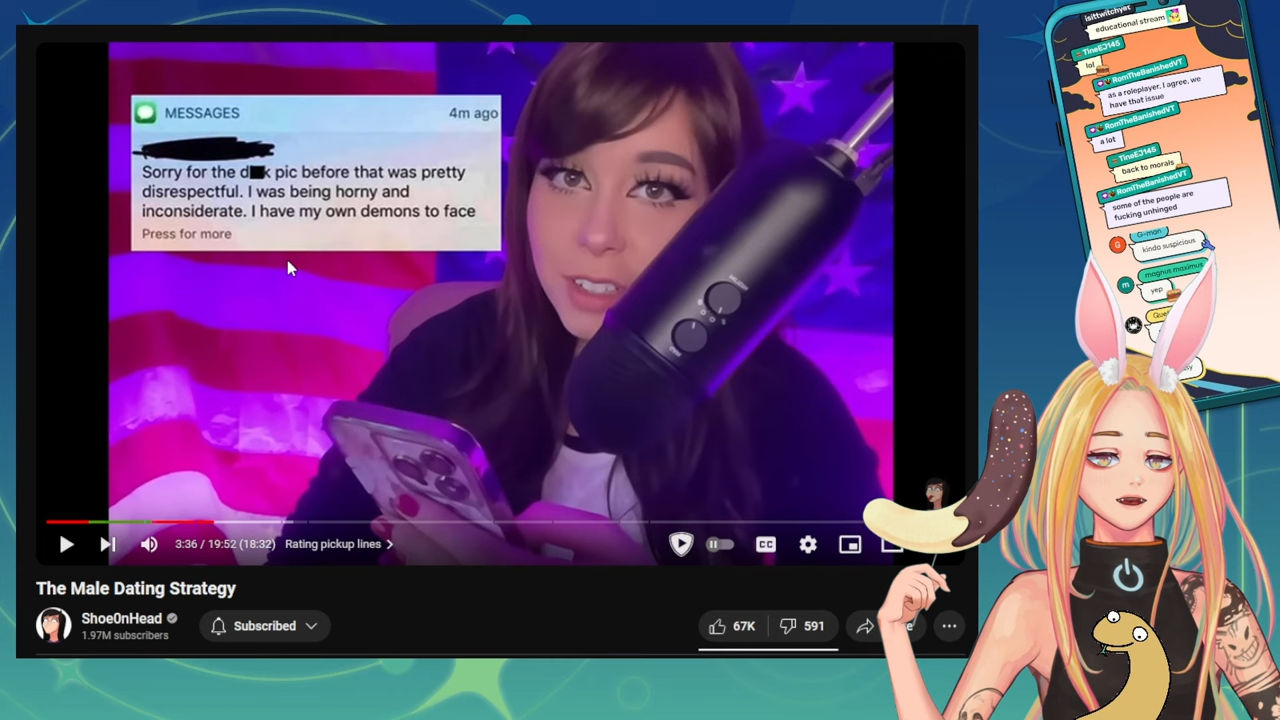 MESSAGES
4m ago
Sorry for the d██k pic before that was pretty
disrespectful. I was being horny and
inconsiderate. I have my own demons to face
Press for more
3:36 / 19:52 (18:32)
Rating pickup lines
CC
The Male Dating Strategy
Shoe0nHead
1.97M subscribers
Subscribed
67K
591
isittwitchyet
educational stream
TineEJ145
lol
RomTheBanishedVT
as a roleplayer, I agree, we
have that issue
RomTheBanishedVT
a lot
TineEJ145
back to morals
RomTheBanishedVT
some of the people are
fucking unhinged
G
G-mon
kinda suspicious
m
magnus maximus
yep